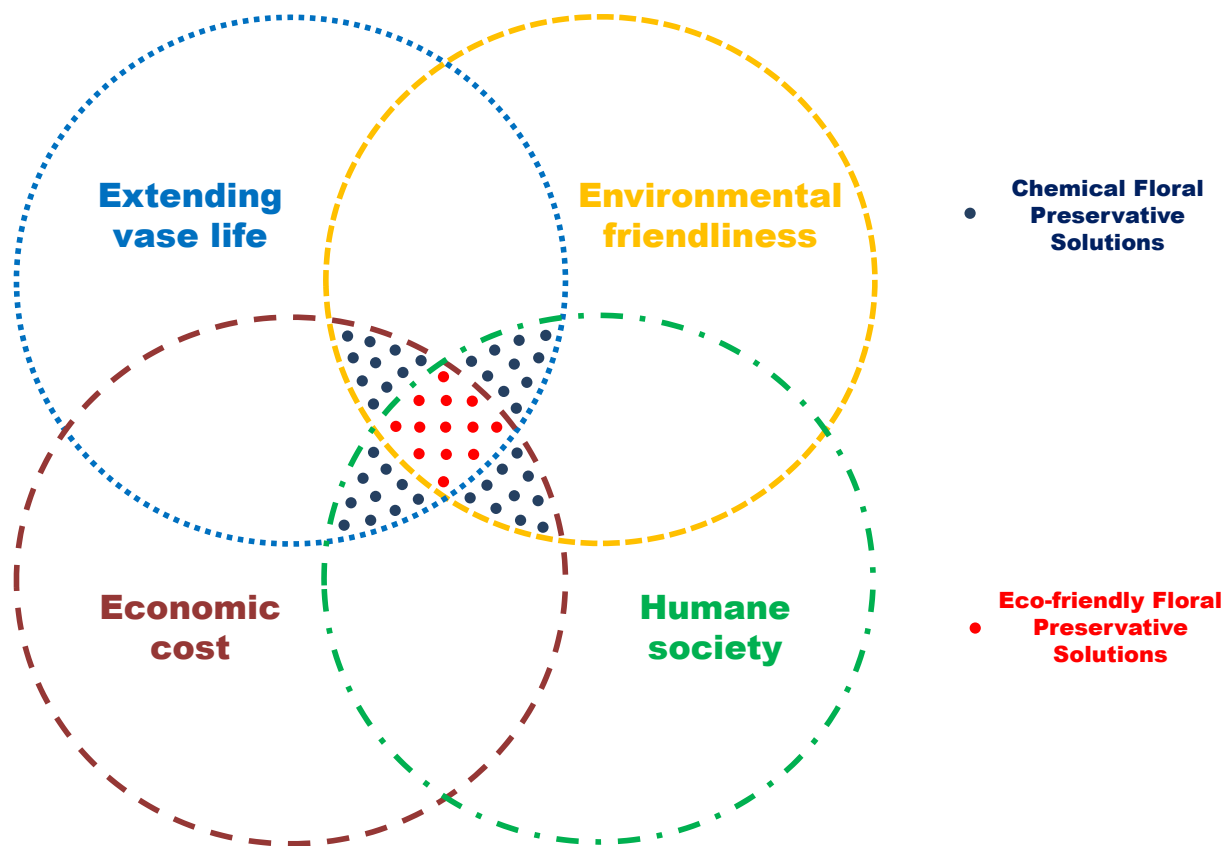 Extending
vase life
Environmental
friendliness
Chemical Floral
Preservative
Solutions
Economic
cost
Humane
society
Eco-friendly Floral
Preservative
Solutions